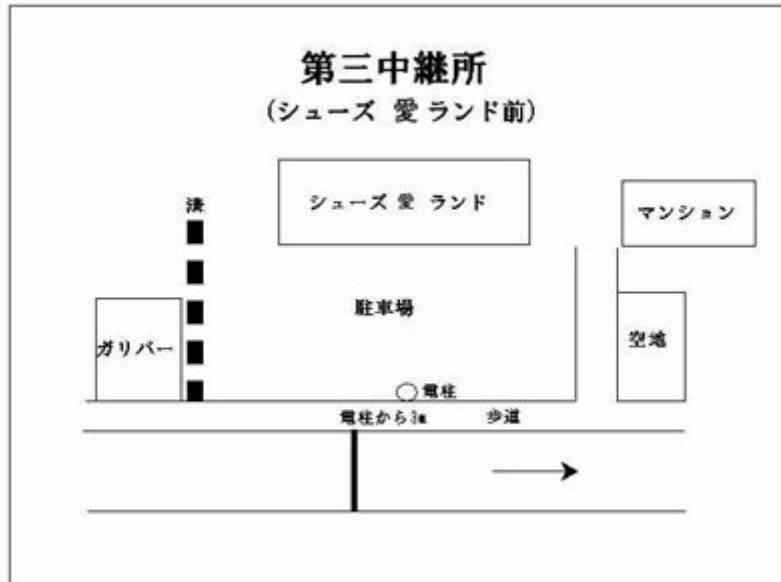 第三中継所
(シューズ 愛 ランド前)
溝
シューズ 愛 ランド
マンション
駐車場
ガリバー
空地
電柱
電柱から3m
歩道